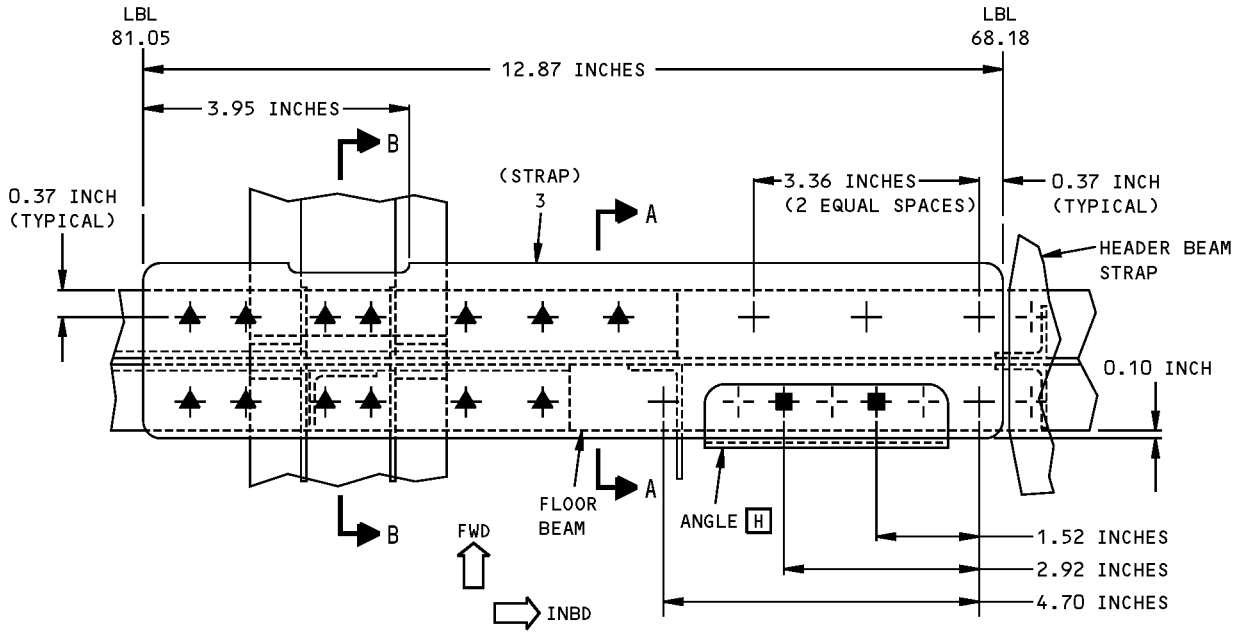 LBL
81.05
LBL
68.18
12.87 INCHES
3.95 INCHES
B
(STRAP)
3
A
3.36 INCHES
(2 EQUAL SPACES)
0.37 INCH
(TYPICAL)
0.37 INCH
(TYPICAL)
HEADER BEAM
STRAP
0.10 INCH
A
B
FLOOR
BEAM
ANGLE H
FWD
INBD
1.52 INCHES
2.92 INCHES
4.70 INCHES